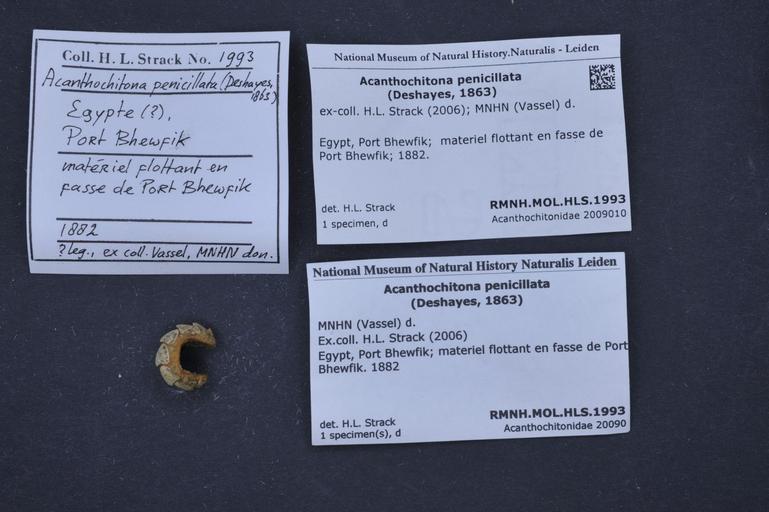 Coll. H. L. Strack No. 1993
Acanthochitona penicillata (Deshayes,
1863)
Egypte (?),
Port Bhewfik
matériel flottant en
fasse de Port Bhewfik
1882
? leg., ex coll. Vassel, MNHN don.
National Museum of Natural History.Naturalis - Leiden
Acanthochitona penicillata
(Deshayes, 1863)
ex-coll. H.L. Strack (2006); MNHN (Vassel) d.
Egypt, Port Bhewfik; materiel flottant en fasse de
Port Bhewfik; 1882.
det. H.L. Strack
1 specimen, d
RMNH.MOL.HLS.1993
Acanthochitonidae 2009010
National Museum of Natural History Naturalis Leiden
Acanthochitona penicillata
(Deshayes, 1863)
MNHN (Vassel) d.
Ex.coll. H.L. Strack (2006)
Egypt, Port Bhewfik; materiel flottant en fasse de Port
Bhewfik. 1882
det. H.L. Strack
1 specimen(s), d
RMNH.MOL.HLS.1993
Acanthochitonidae 20090